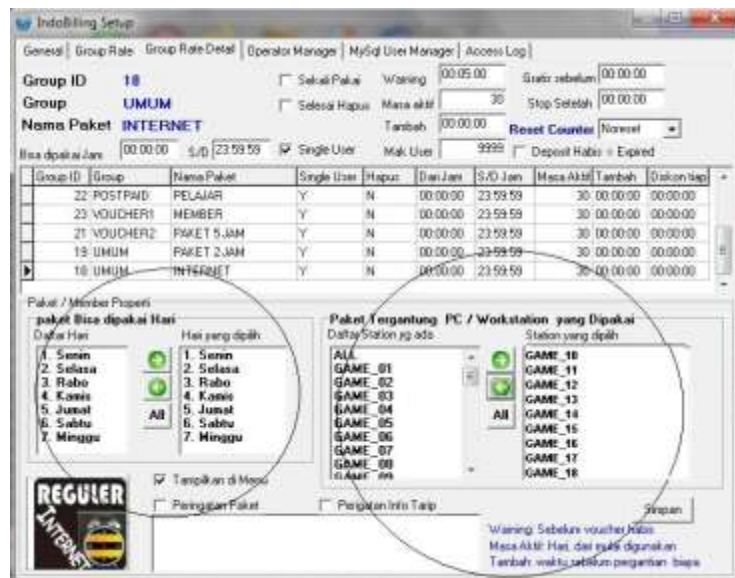 IndoBilling Setup
General Group Rate Group Rate Detail Operator Manager MySql User Manager Access Log
Group ID 18 Sekali Pakai Warning 00:05:00 Gratis sebelum 00:00:00
Group UMUM Selesai Hapus Masa aktif 30 Stop Setelah 00:00:00
Nama Paket INTERNET Tambah 00:00:00 Reset Counter Noreset
Bisa dipakai Jam 00:00:00 S/D 23:59:59 Single User Mak User 9999 Deposit Habis = Expired
Group ID Group Nama Paket Single User Hapus Dari Jam S/D Jam Masa Aktif Tambah Diskon tiap
22 POSTPAID PELAJAR Y N 00:00:00 23:59:59 30 00:00:00 00:00:00
23 VOUCHER1 MEMBER Y N 00:00:00 23:59:59 30 00:00:00 00:00:00
21 VOUCHER2 PAKET 5 JAM Y N 00:00:00 23:59:59 30 00:00:00 00:00:00
19 UMUM PAKET 2 JAM Y N 00:00:00 23:59:59 30 00:00:00 00:00:00
18 UMUM INTERNET Y N 00:00:00 23:59:59 30 00:00:00 00:00:00
Paket / Member Properti
paket Bisa dipakai Hari Paket Tergantung PC / Workstation yang Dipakai
Daftar Hari Hari yang dipilih Daftar Station yg ada Station yang dipilih
1. Senin 1. Senin ALL GAME_10
2. Selasa 2. Selasa GAME_01 GAME_11
3. Rabo 3. Rabo GAME_02 GAME_12
4. Kamis 4. Kamis GAME_03 GAME_13
5. Jumat All 5. Jumat GAME_04 All GAME_14
6. Sabtu 6. Sabtu GAME_05 GAME_15
7. Minggu 7. Minggu GAME_06 GAME_16
GAME_07 GAME_17
GAME_08 GAME_18
GAME_09
REGULER INTERNET
Tampilkan di Menu
Peringatan Paket Peringatan Info Tarip Simpan
Warning: Sebelum voucher habis
Masa Aktif: Hari, dari mulai digunakan
Tambah: waktu sebelum pergantian biaya